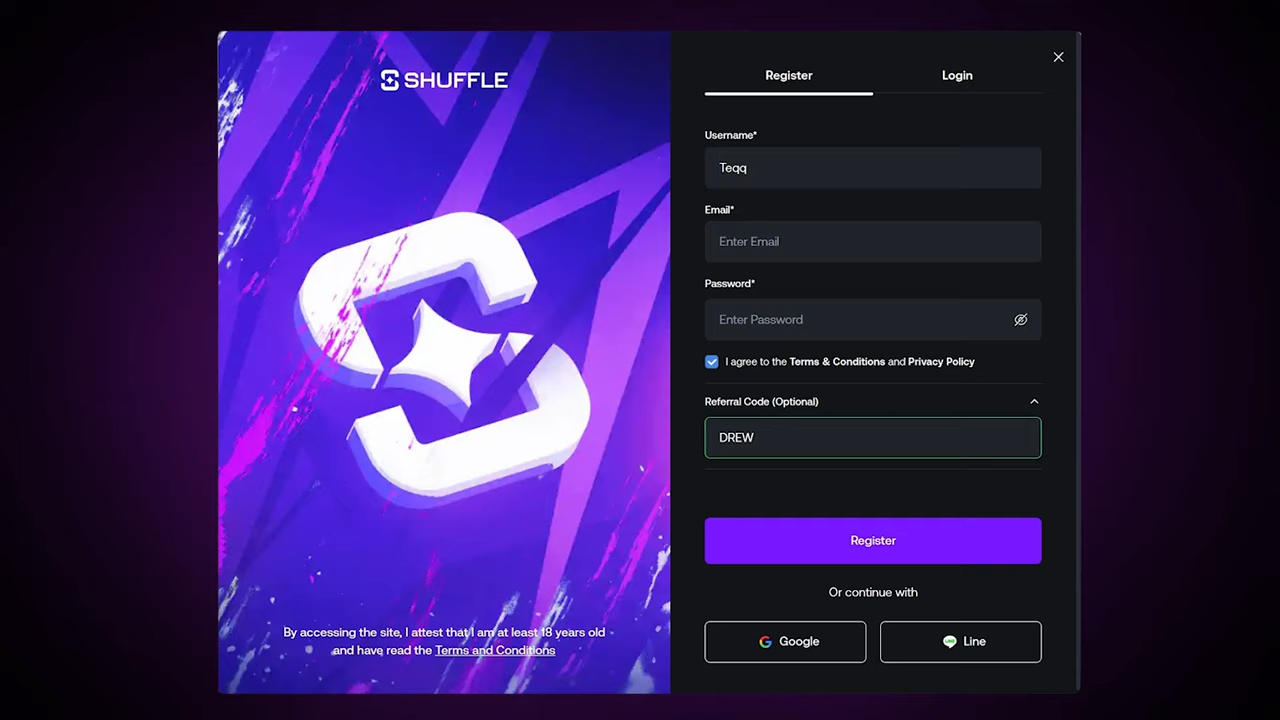 SHUFFLE
By accessing the site, I attest that I am at least 18 years old
and have read the Terms and Conditions
Register
Login
Username*
Teqq
Email*
Enter Email
Password*
Enter Password
I agree to the Terms & Conditions and Privacy Policy
Referral Code (Optional)
DREW
Register
Or continue with
Google
LINE Line